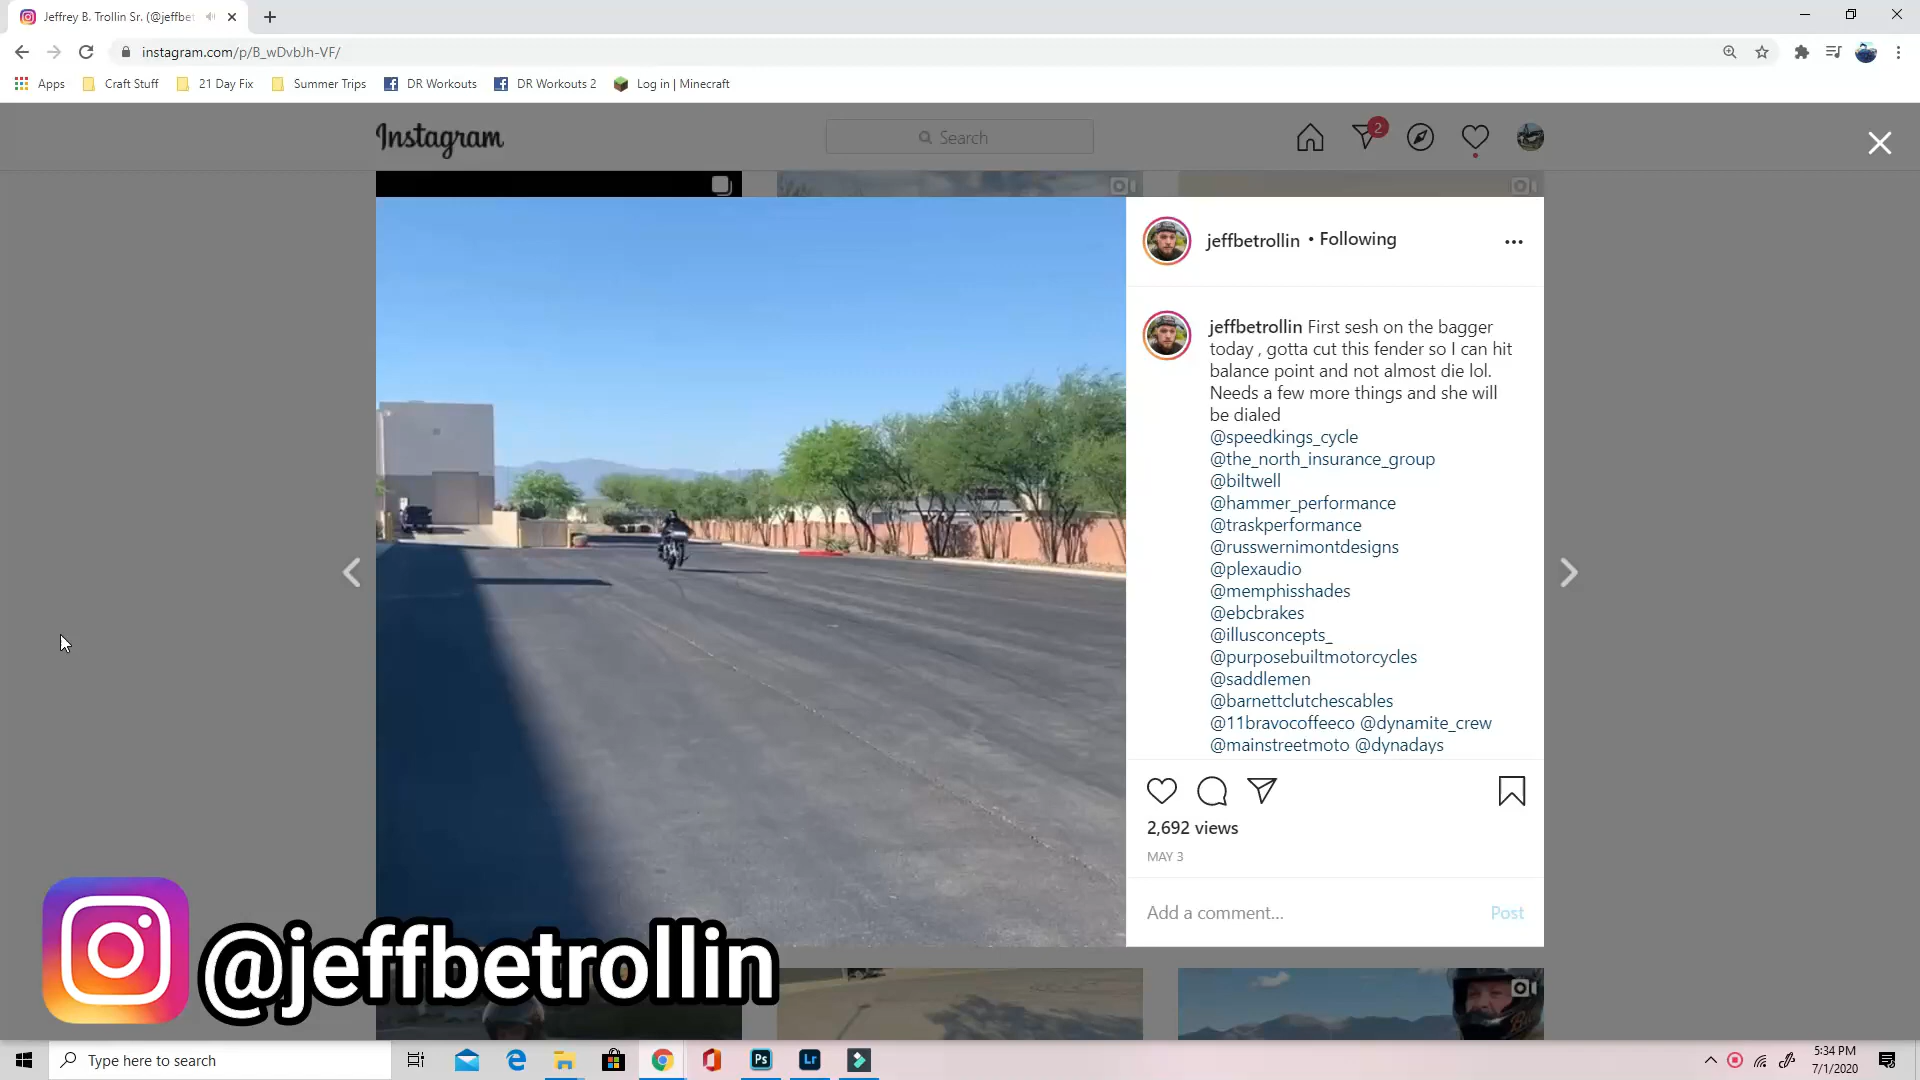 Jeffrey B. Trollin Sr. (@jeffbet
instagram.com/p/B_wDvbJh-VF/
Apps Craft Stuff 21 Day Fix Summer Trips DR Workouts DR Workouts 2 Log in | Minecraft
Instagram
Search
2
jeffbetrollin • Following
jeffbetrollin First sesh on the bagger
today , gotta cut this fender so I can hit
balance point and not almost die lol.
Needs a few more things and she will
be dialed
@speedkings_cycle
@the_north_insurance_group
@biltwell
@hammer_performance
@traskperformance
@russwernimontdesigns
@plexaudio
@memphisshades
@ebcbrakes
@illusconcepts_
@purposebuiltmotorcycles
@saddlemen
@barnettclutchescables
@11bravocoffeeco @dynamite_crew
@mainstreetmoto @dynadays
2,692 views
MAY 3
Add a comment...
Post
@jeffbetrollin
Type here to search
Ps
Lr
5:34 PM
7/1/2020